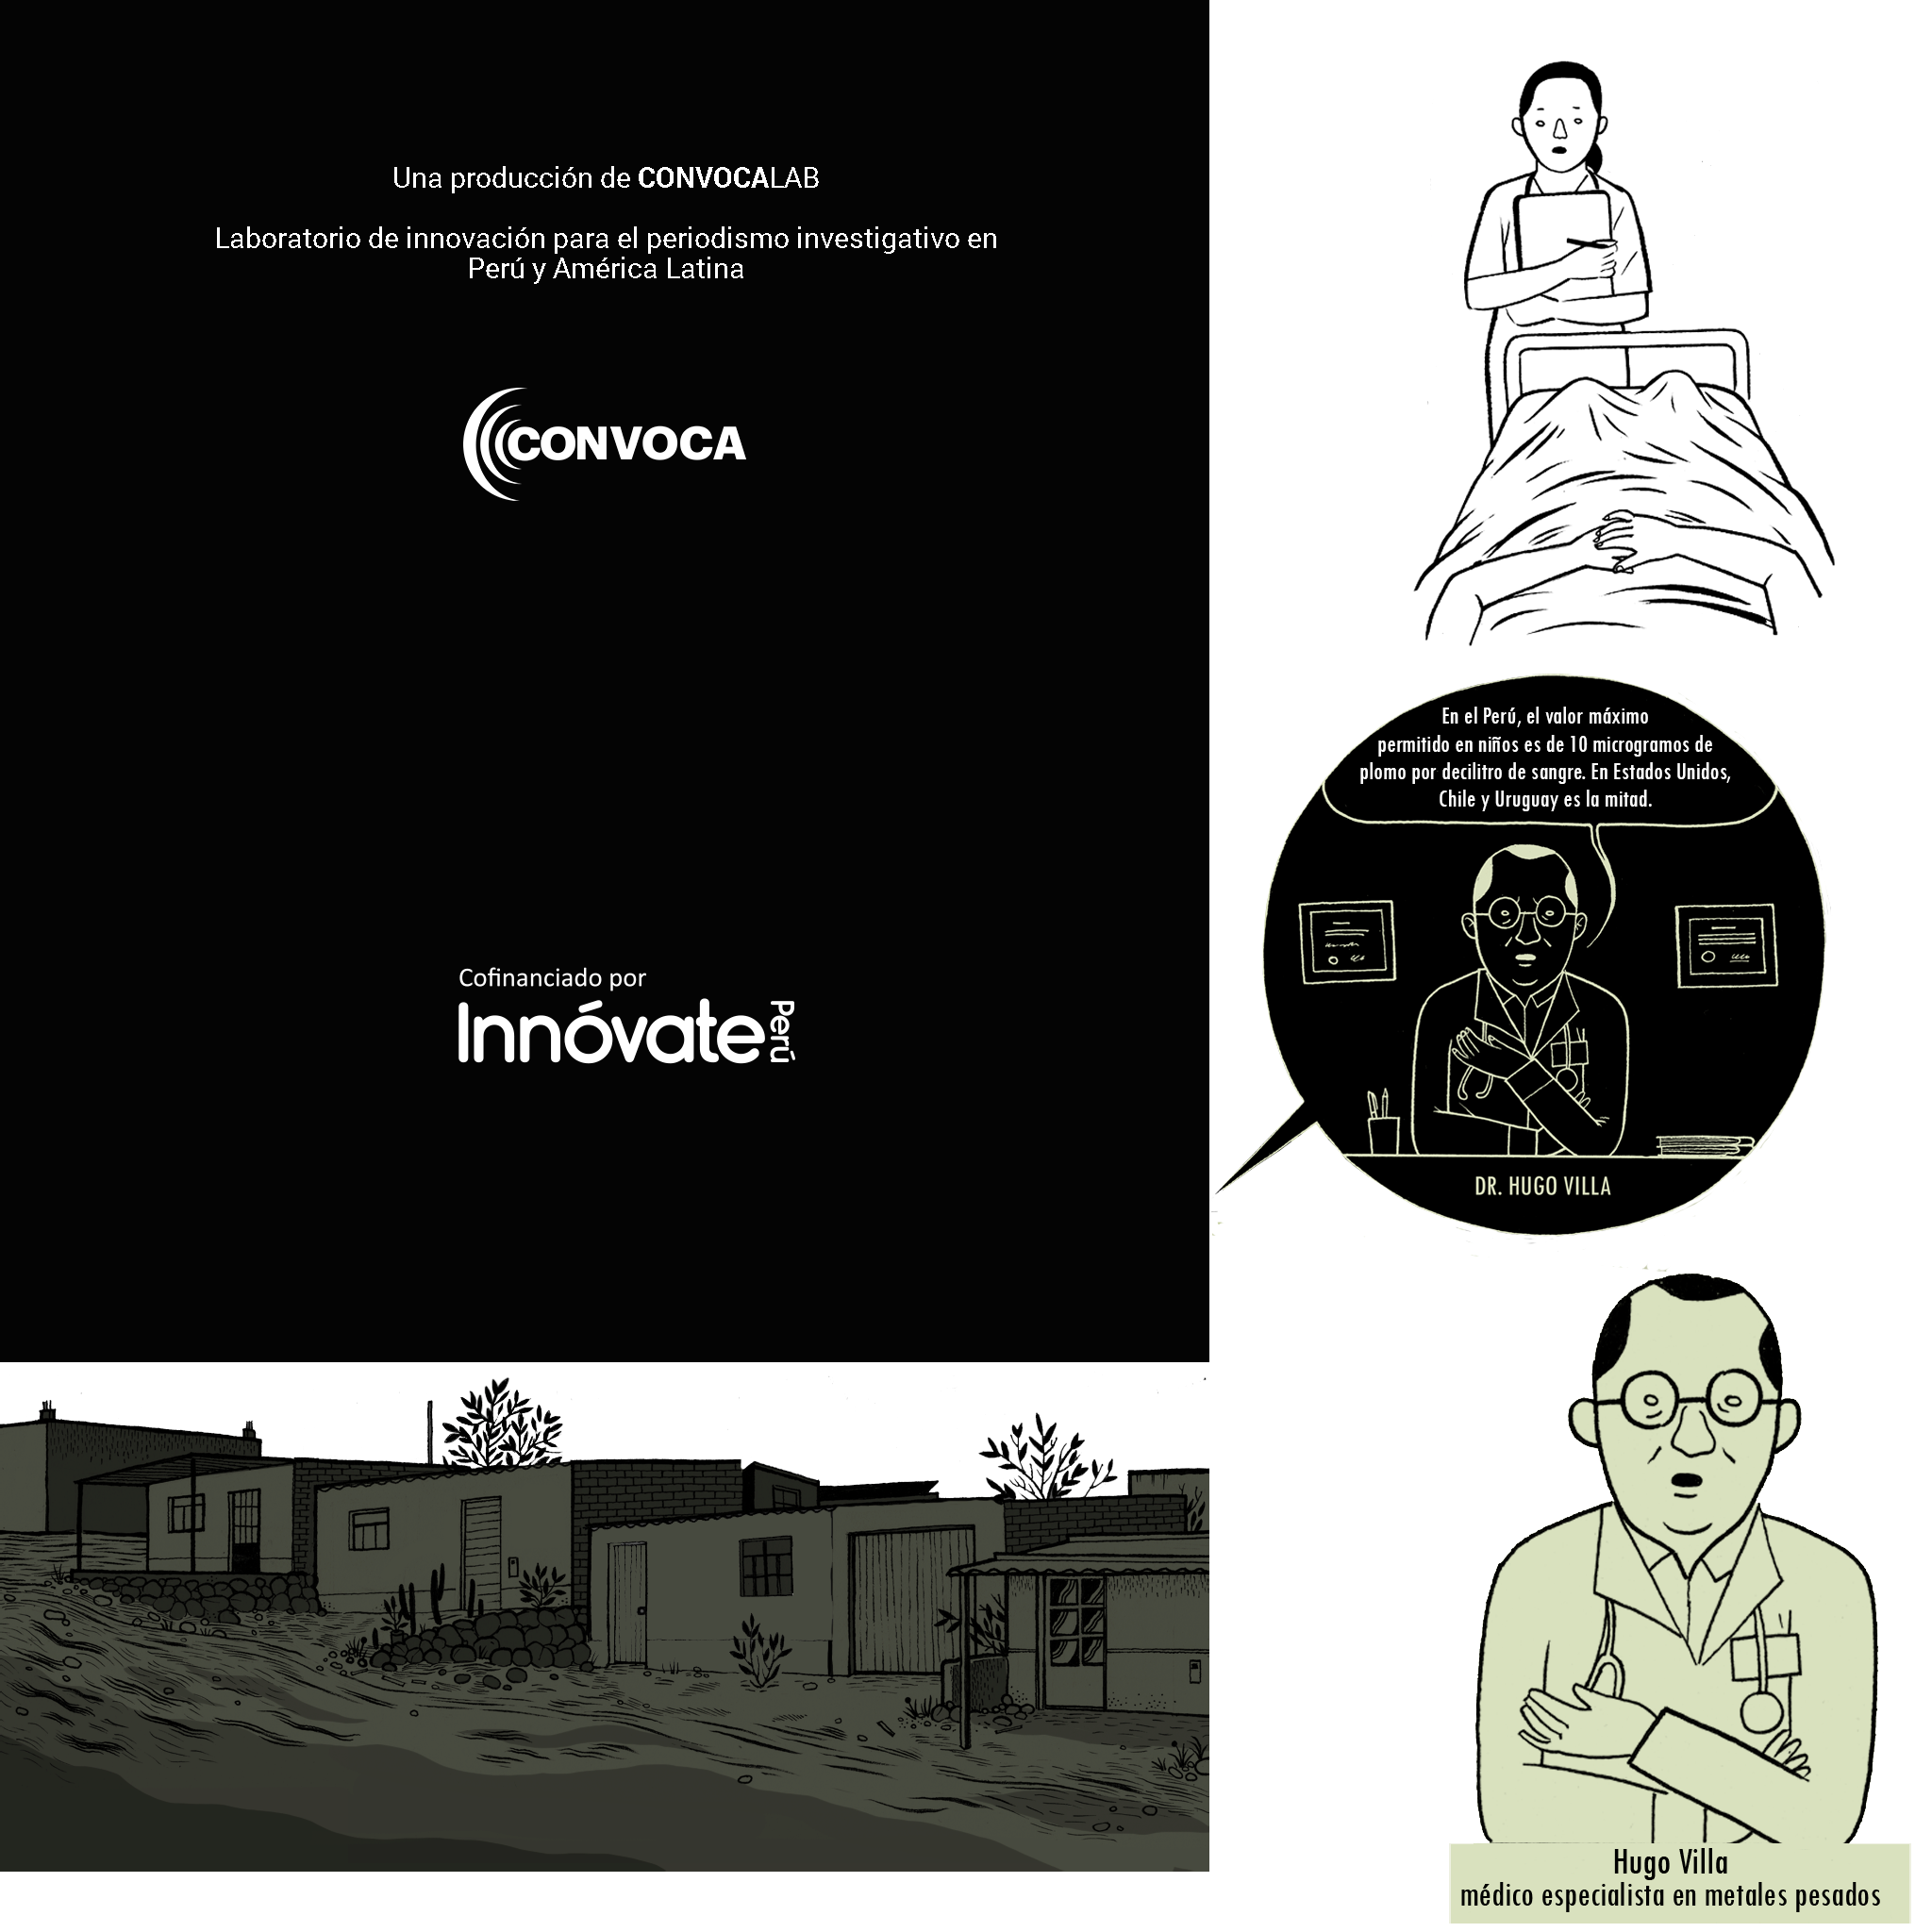 Una producción de CONVOCALAB
Laboratorio de innovación para el periodismo investigativo en
Perú y América Latina
CONVOCA
Cofinanciado por
Innóvate Perú
En el Perú, el valor máximo
permitido en niños es de 10 microgramos de
plomo por decilitro de sangre. En Estados Unidos,
Chile y Uruguay es la mitad.
DR. HUGO VILLA
Hugo Villa
médico especialista en metales pesados